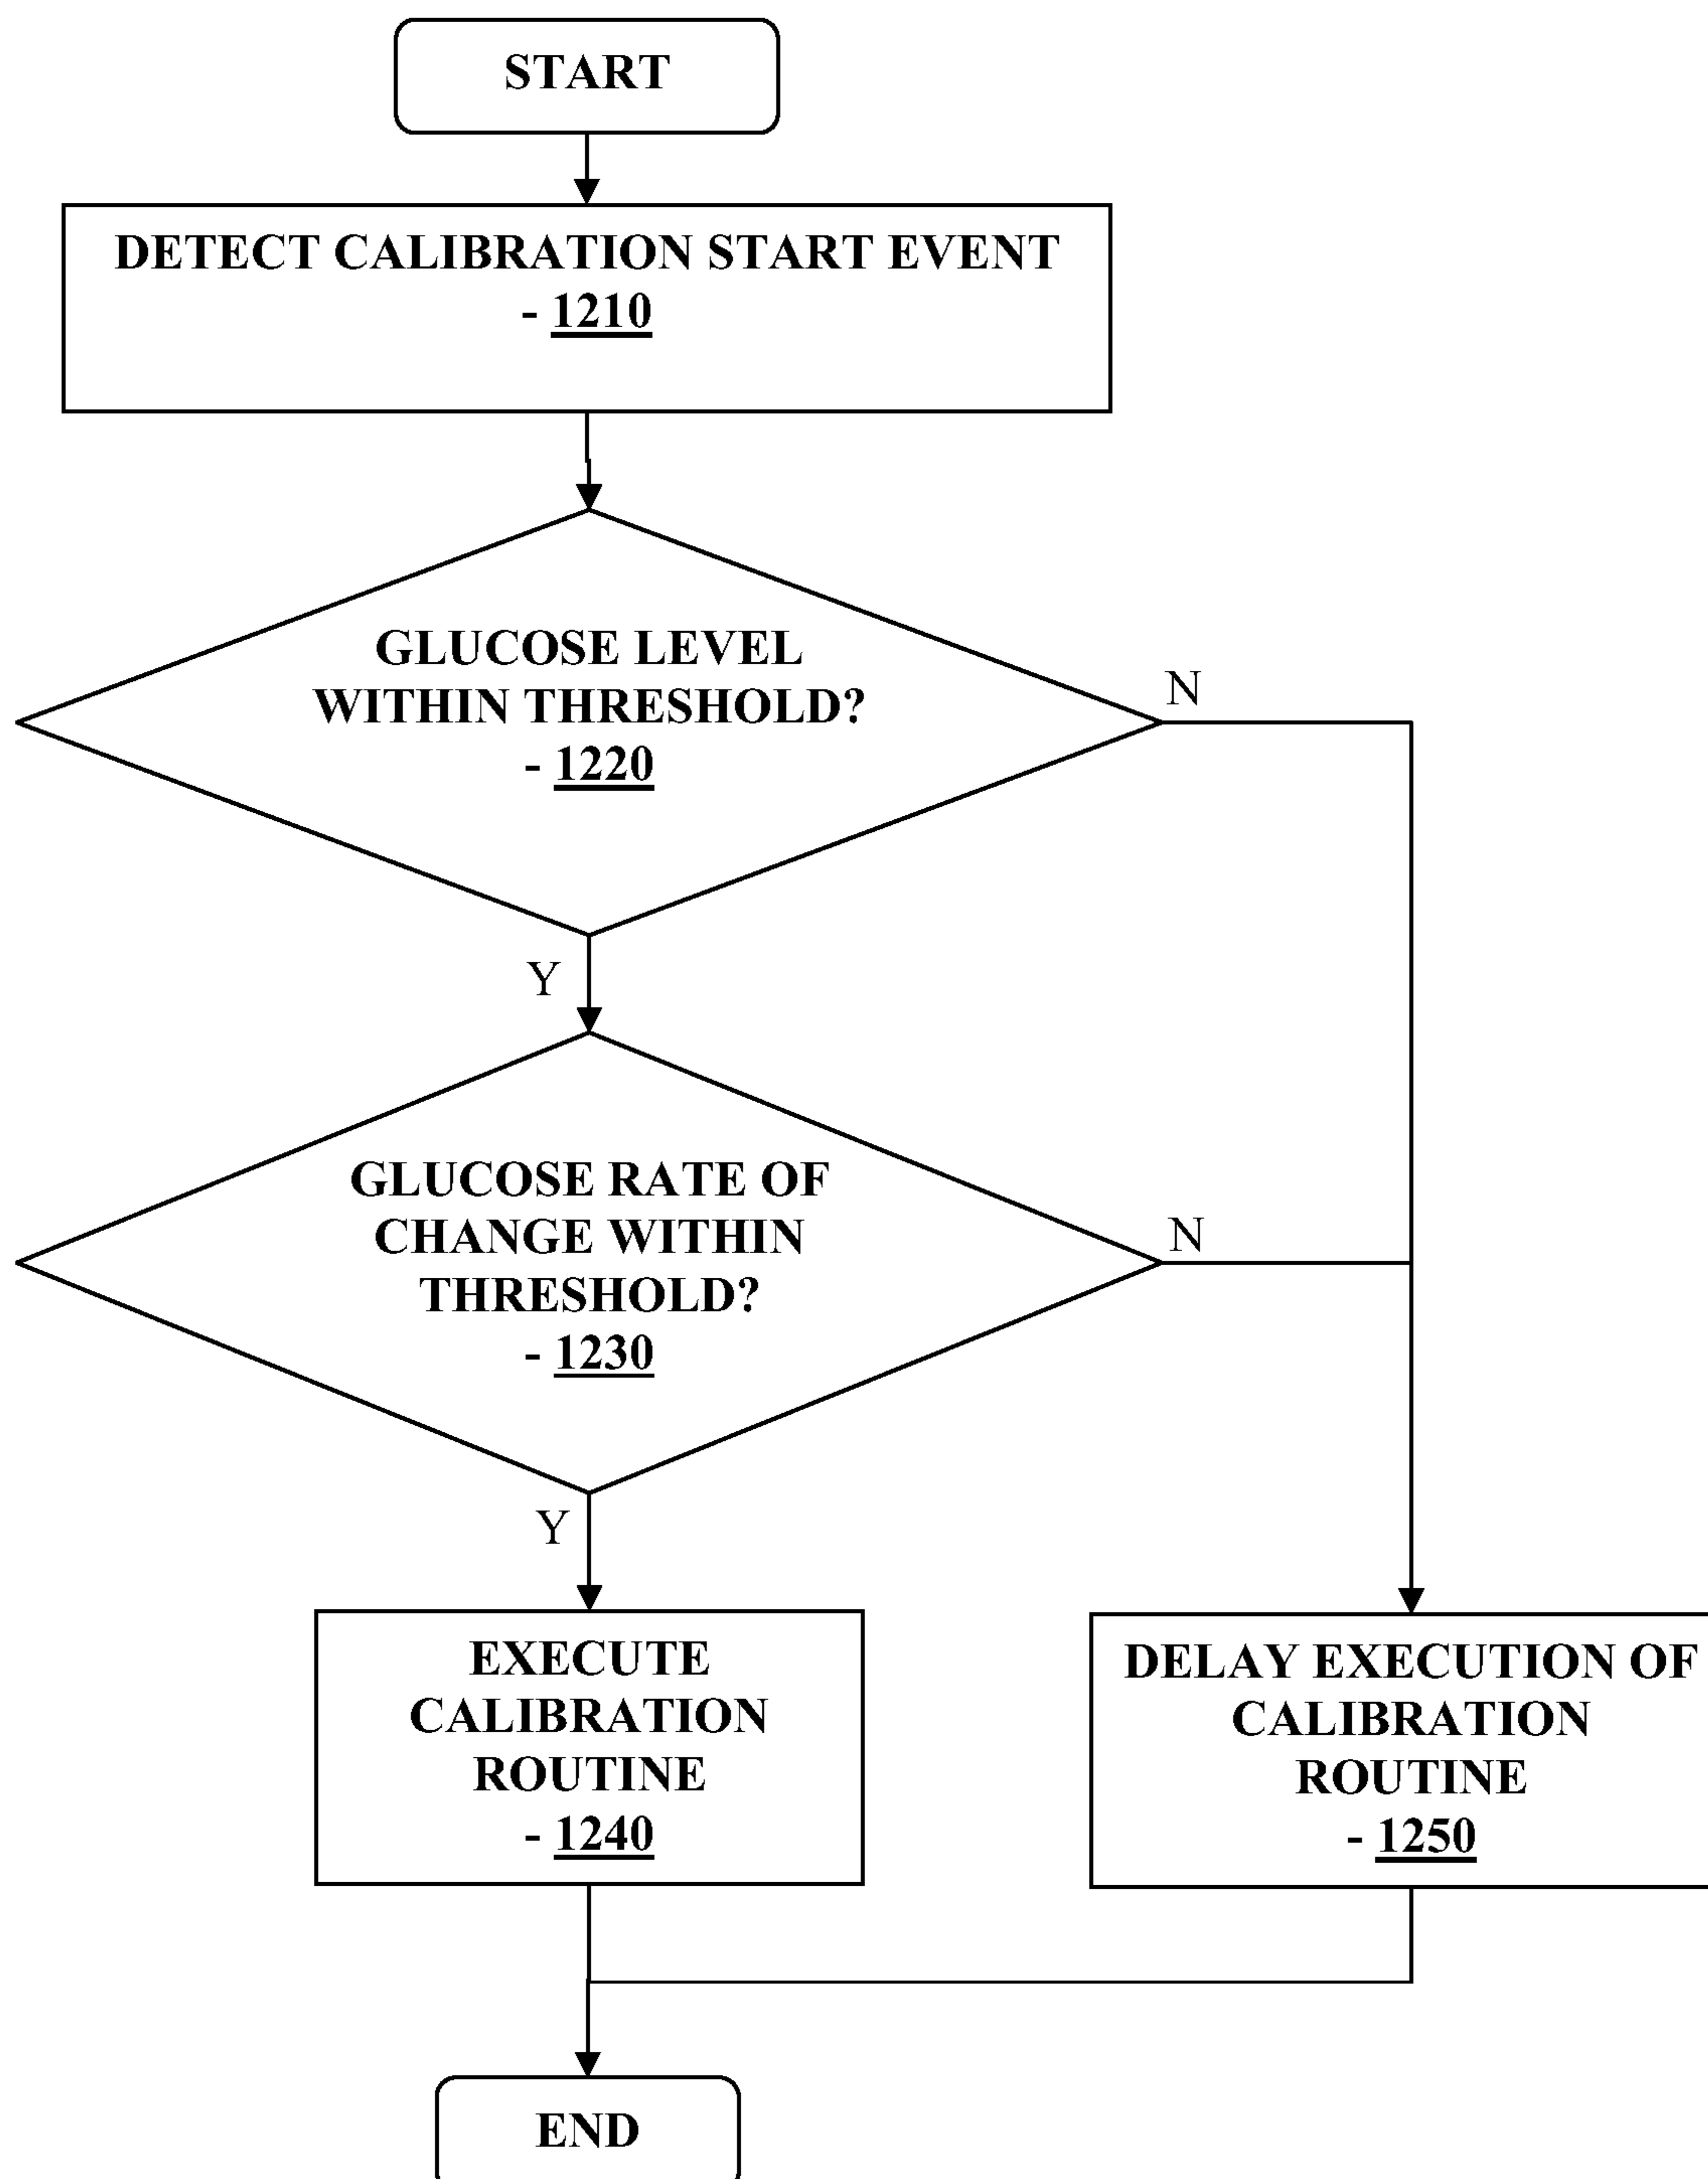 START
DETECT CALIBRATION START EVENT
- 1210
GLUCOSE LEVEL
WITHIN THRESHOLD?
- 1220
N
Y
GLUCOSE RATE OF
CHANGE WITHIN
THRESHOLD?
- 1230
N
Y
EXECUTE
CALIBRATION
ROUTINE
- 1240
DELAY EXECUTION OF
CALIBRATION
ROUTINE
- 1250
END